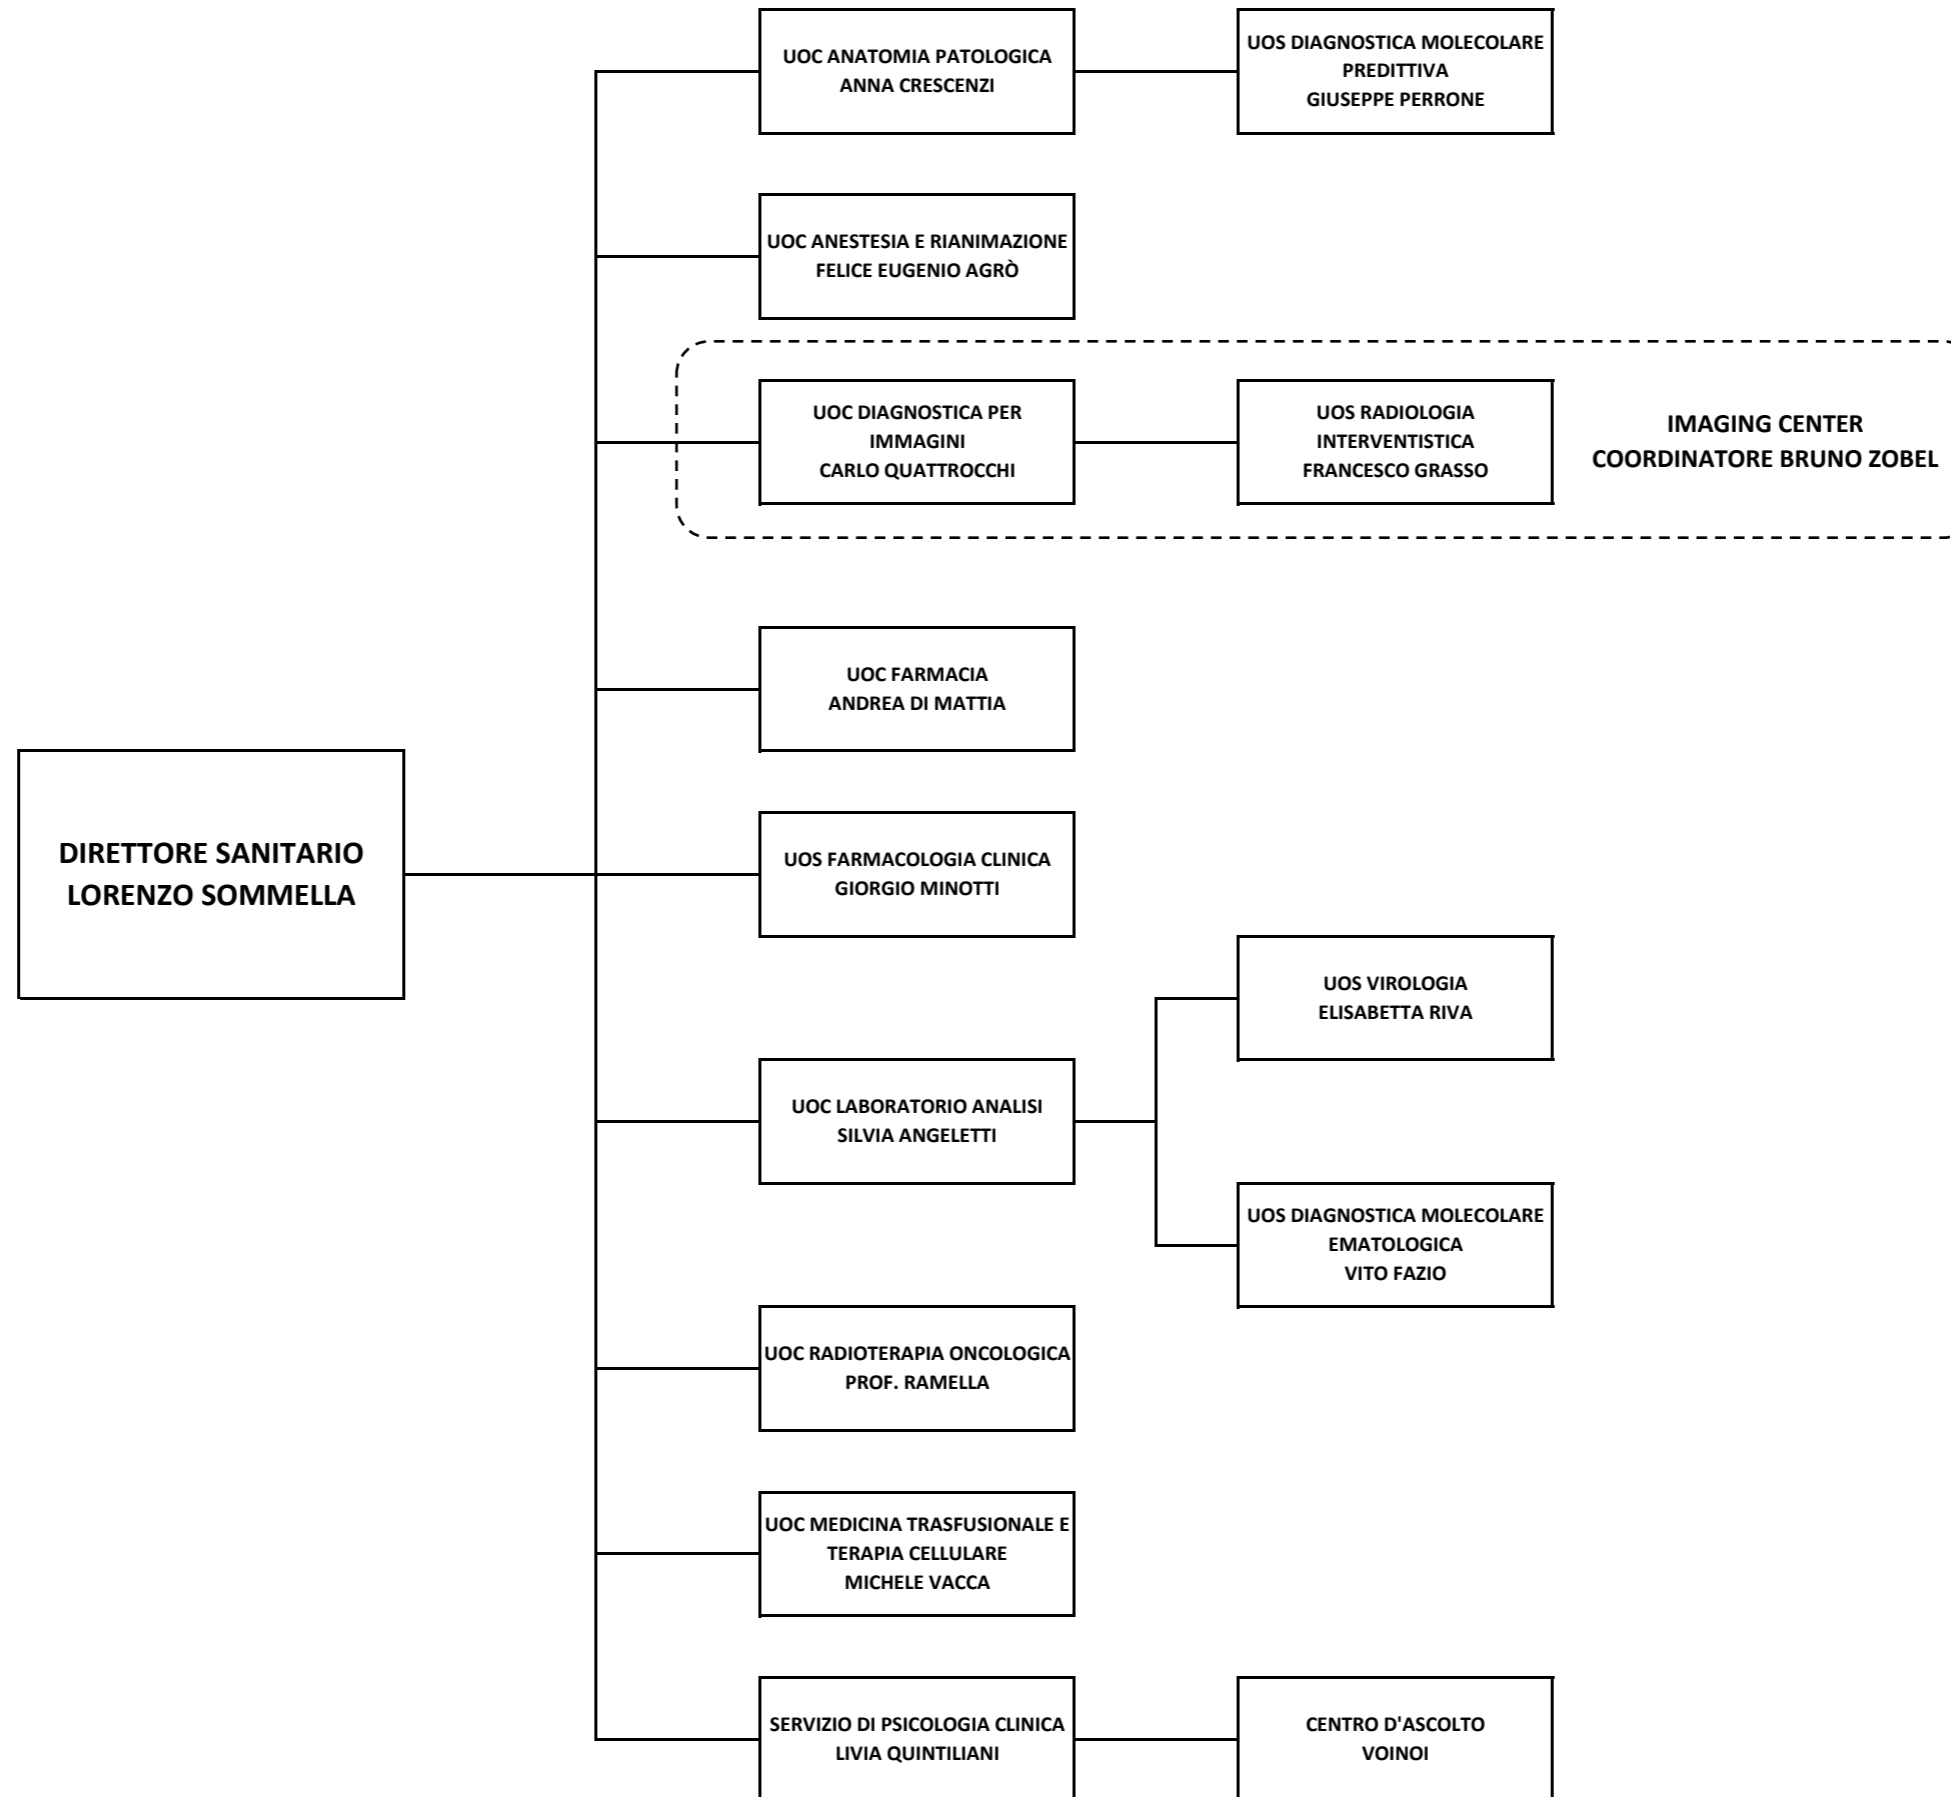 UOC ANATOMIA PATOLOGICA
ANNA CRESCENZI
UOS DIAGNOSTICA MOLECOLARE
PREDITTIVA
GIUSEPPE PERRONE
UOC ANESTESIA E RIANIMAZIONE
FELICE EUGENIO AGRÒ
UOC DIAGNOSTICA PER
IMMAGINI
CARLO QUATTROCCHI
UOS RADIOLOGIA
INTERVENTISTICA
FRANCESCO GRASSO
IMAGING CENTER
COORDINATORE BRUNO ZOBEL
UOC FARMACIA
ANDREA DI MATTIA
DIRETTORE SANITARIO
LORENZO SOMMELLA
UOS FARMACOLOGIA CLINICA
GIORGIO MINOTTI
UOS VIROLOGIA
ELISABETTA RIVA
UOC LABORATORIO ANALISI
SILVIA ANGELETTI
UOS DIAGNOSTICA MOLECOLARE
EMATOLOGICA
VITO FAZIO
UOC RADIOTERAPIA ONCOLOGICA
PROF. RAMELLA
UOC MEDICINA TRASFUSIONALE E
TERAPIA CELLULARE
MICHELE VACCA
SERVIZIO DI PSICOLOGIA CLINICA
LIVIA QUINTILIANI
CENTRO D'ASCOLTO
VOINOI